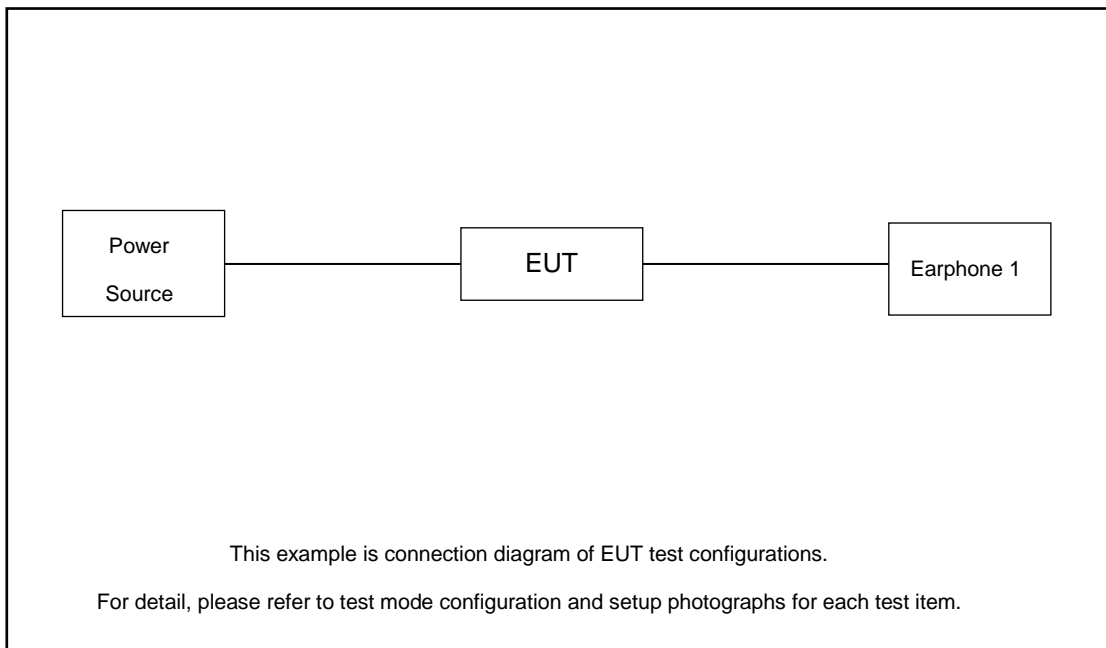 Power
Source
EUT
Earphone 1
This example is connection diagram of EUT test configurations.
For detail, please refer to test mode configuration and setup photographs for each test item.